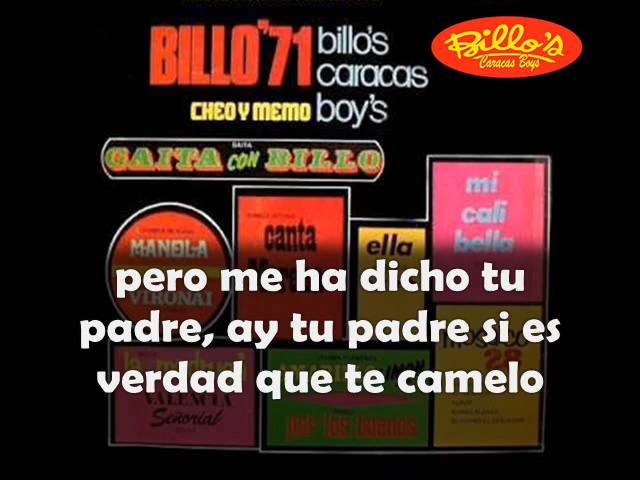 BILLO'71
billo's
caracas
boy's
CHEO Y MEMO
Billo's
Caracas Boys
GAITA CON BILLO
MANOLA
VIRONAI
canta
ella
mi
cali
bella
pero me ha dicho tu
padre, ay tu padre si es
verdad que te camelo
28
VALENCIA
Señorial
por los buenos